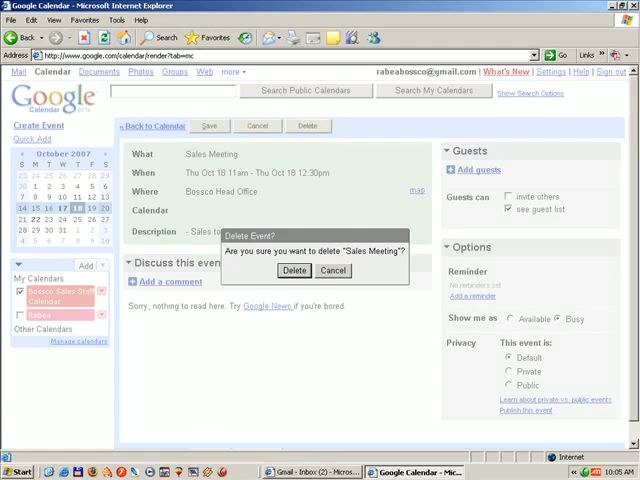 Google Calendar - Microsoft Internet Explorer
File Edit View Favorites Tools Help
Back Search Favorites
Address http://www.google.com/calendar/render?tab=mc Go Links »
Mail Calendar Documents Photos Groups Web more rabeabossco@gmail.com | What's New | Settings | Help | Sign out
Google Calendar
Search Public Calendars Search My Calendars Show Search Options
Create Event
Quick Add
« Back to Calendar Save Cancel Delete
« October 2007 »
S M T W T F S
23 24 25 26 27 28 29
30 1 2 3 4 5 6
7 8 9 10 11 12 13
14 15 16 17 18 19 20
21 22 23 24 25 26 27
28 29 30 31 1 2 3
4 5 6 7 8 9 10
Add
My Calendars
Bossco Sales Staff Calendar
Rabea
Other Calendars
Manage calendars
What Sales Meeting
When Thu Oct 18 11am - Thu Oct 18 12:30pm
Where Bossco Head Office map
Calendar
Description - Sales to
Delete Event?
Are you sure you want to delete "Sales Meeting"?
Delete Cancel
Discuss this even
Add a comment
Sorry, nothing to read here. Try Google News if you're bored.
Guests
Add guests
Guests can invite others
see guest list
Options
Reminder
No reminders set
Add a reminder
Show me as Available Busy
Privacy This event is:
Default
Private
Public
Learn about private vs. public events
Publish this event
Internet
Start Gmail - Inbox (2) - Micros... Google Calendar - Mic... 10:05 AM